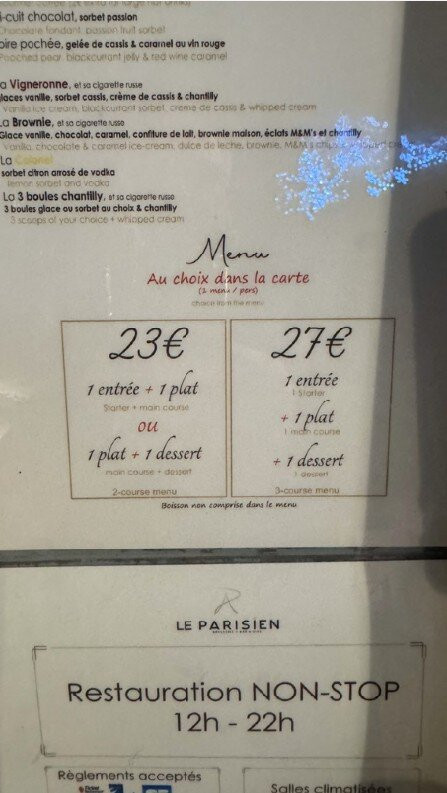 i-cuit chocolat, sorbet passion
Chocolate fondant, passion fruit sorbet
oire pochée, gelée de cassis & caramel au vin rouge
Poached pear, blackcurrant jelly & red wine caramel
a Vigneronne, et sa cigarette russe
glaces vanille, sorbet cassis, crème de cassis & chantilly
Vanilla ice cream, blackcurrant sorbet, creme de cassis & whipped cream
La Brownie, et sa cigarette russe
Glace vanille, chocolat, caramel, confiture de lait, brownie maison, éclats M&M's et chantilly
Vanilla, chocolate & caramel ice-cream, dulce de leche, brownie, M&M's chips
La Colonel
sorbet citron arrosé de vodka
lemon sorbet and vodka
La 3 boules chantilly, et sa cigarette russe
3 boules glace ou sorbet au choix & chantilly
3 scoops of your choice + whipped cream
Menu
Au choix dans la carte
(1 menu / pers)
choice from the menu
23€
1 entrée + 1 plat
Starter + main course
ou
1 plat + 1 dessert
main course + dessert
2-course menu
27€
1 entrée
1 Starter
+ 1 plat
1 main course
+ 1 dessert
1 dessert
3-course menu
Boisson non comprise dans le menu
LE PARISIEN
Restauration NON-STOP
12h - 22h
Règlements acceptés
Salles climatisées